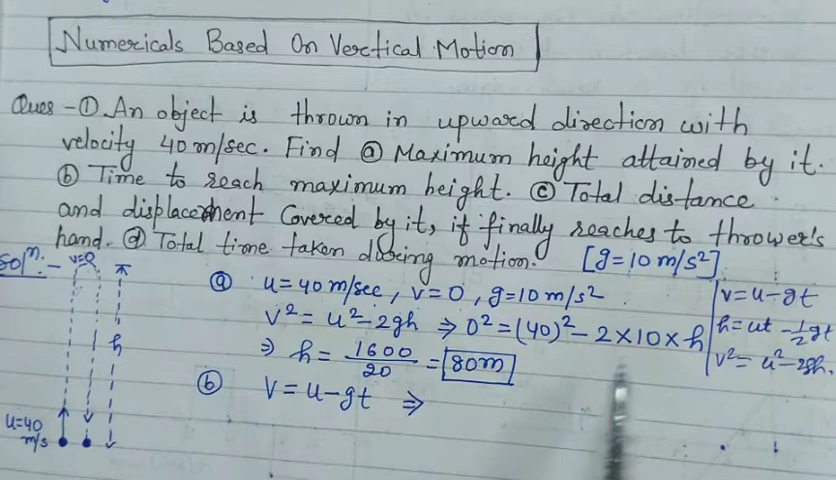 Numericals Based On Vertical Motion
Ques - ① An object is thrown in upward direction with
velocity 40 m/sec. Find ⓐ Maximum height attained by it.
ⓑ Time to reach maximum height. ⓒ Total distance
and displacement Covered by it, if finally reaches to thrower's
hand. ⓓ Total time taken during motion. [g=10 m/s²]
Solⁿ:-
v=0
h
u=40
m/s
ⓐ u=40 m/sec, v=0, g=10 m/s²
v² = u² - 2gh ⇒ 0² = (40)² - 2×10×h
⇒ h = 1600/20 = 80m
ⓑ v = u - gt ⇒
v = u - gt
h = ut - 1/2 gt
v² = u² - 2gh.